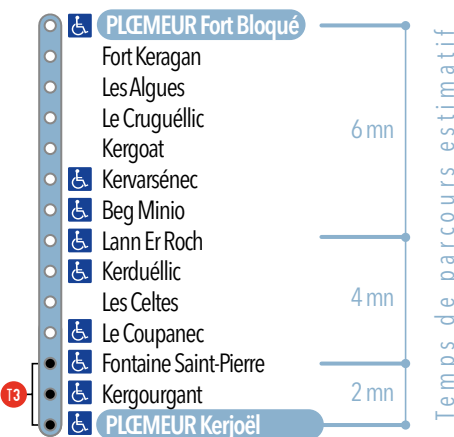 PLŒMEUR Fort Bloqué
Fort Keragan
Les Algues
Le Cruguéllic
6 mn
Kergoat
Kervarsénec
Beg Minio
Lann Er Roch
Kerduéllic
Les Celtes
4 mn
Le Coupanec
Fontaine Saint-Pierre
T3
Kergourgant
2 mn
PLŒMEUR Kerjoël
Temps de parcours estimatif